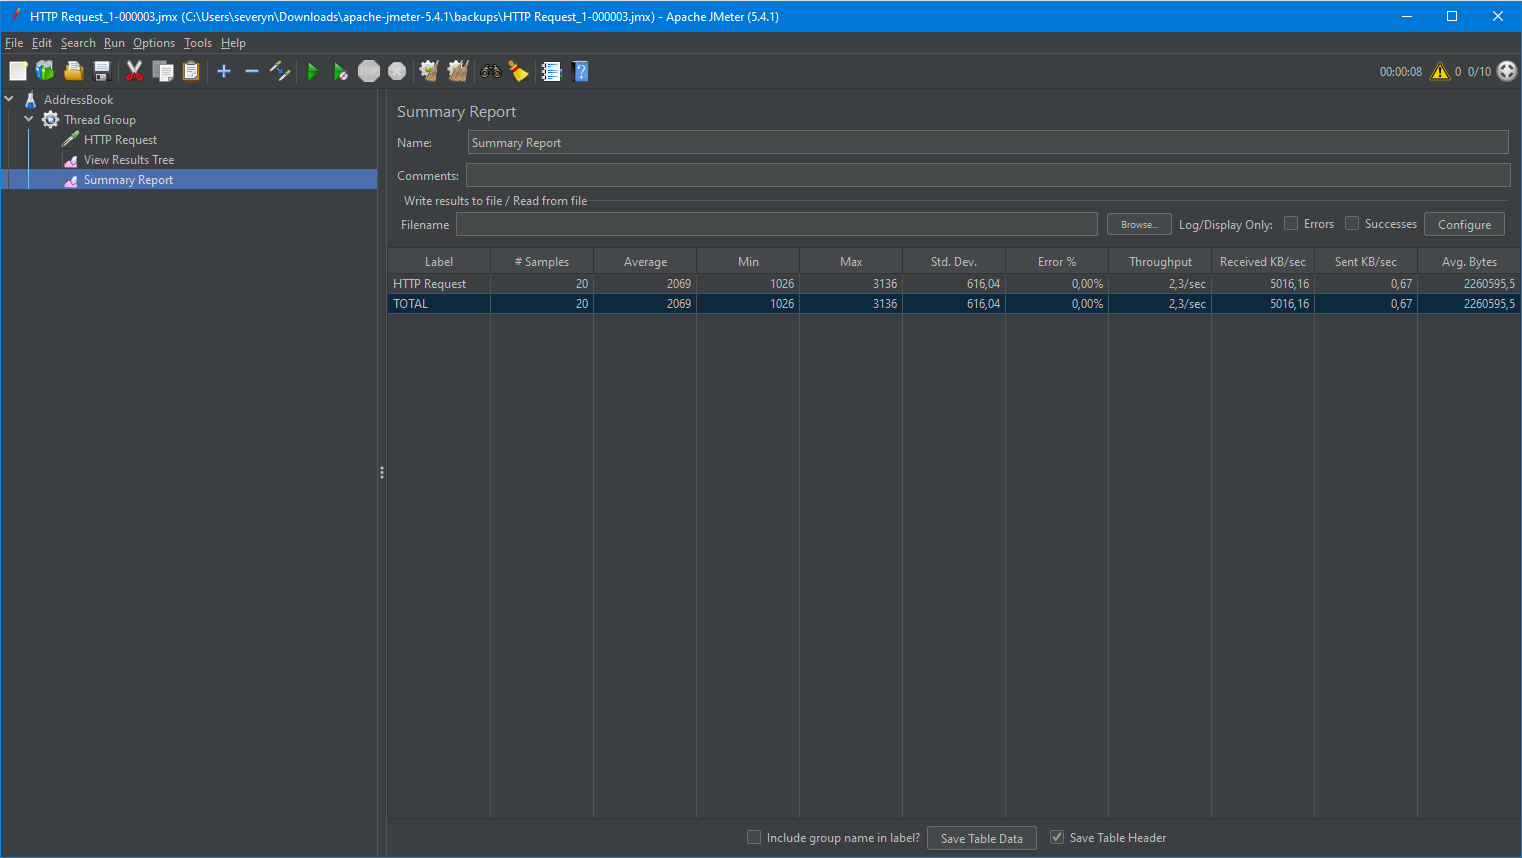 HTTP Request_1-000003.jmx (C:\Users\severyn\Downloads\apache-jmeter-5.4.1\backups\HTTP Request_1-000003.jmx) - Apache JMeter (5.4.1)
File Edit Search Run Options Tools Help
00:00:08 0 0/10
AddressBook
Thread Group
HTTP Request
View Results Tree
Summary Report
Summary Report
Name: Summary Report
Comments:
Write results to file / Read from file
Filename Browse... Log/Display Only: Errors Successes Configure
Label # Samples Average Min Max Std. Dev. Error % Throughput Received KB/sec Sent KB/sec Avg. Bytes
HTTP Request 20 2069 1026 3136 616,04 0,00% 2,3/sec 5016,16 0,67 2260595,5
TOTAL 20 2069 1026 3136 616,04 0,00% 2,3/sec 5016,16 0,67 2260595,5
Include group name in label? Save Table Data Save Table Header